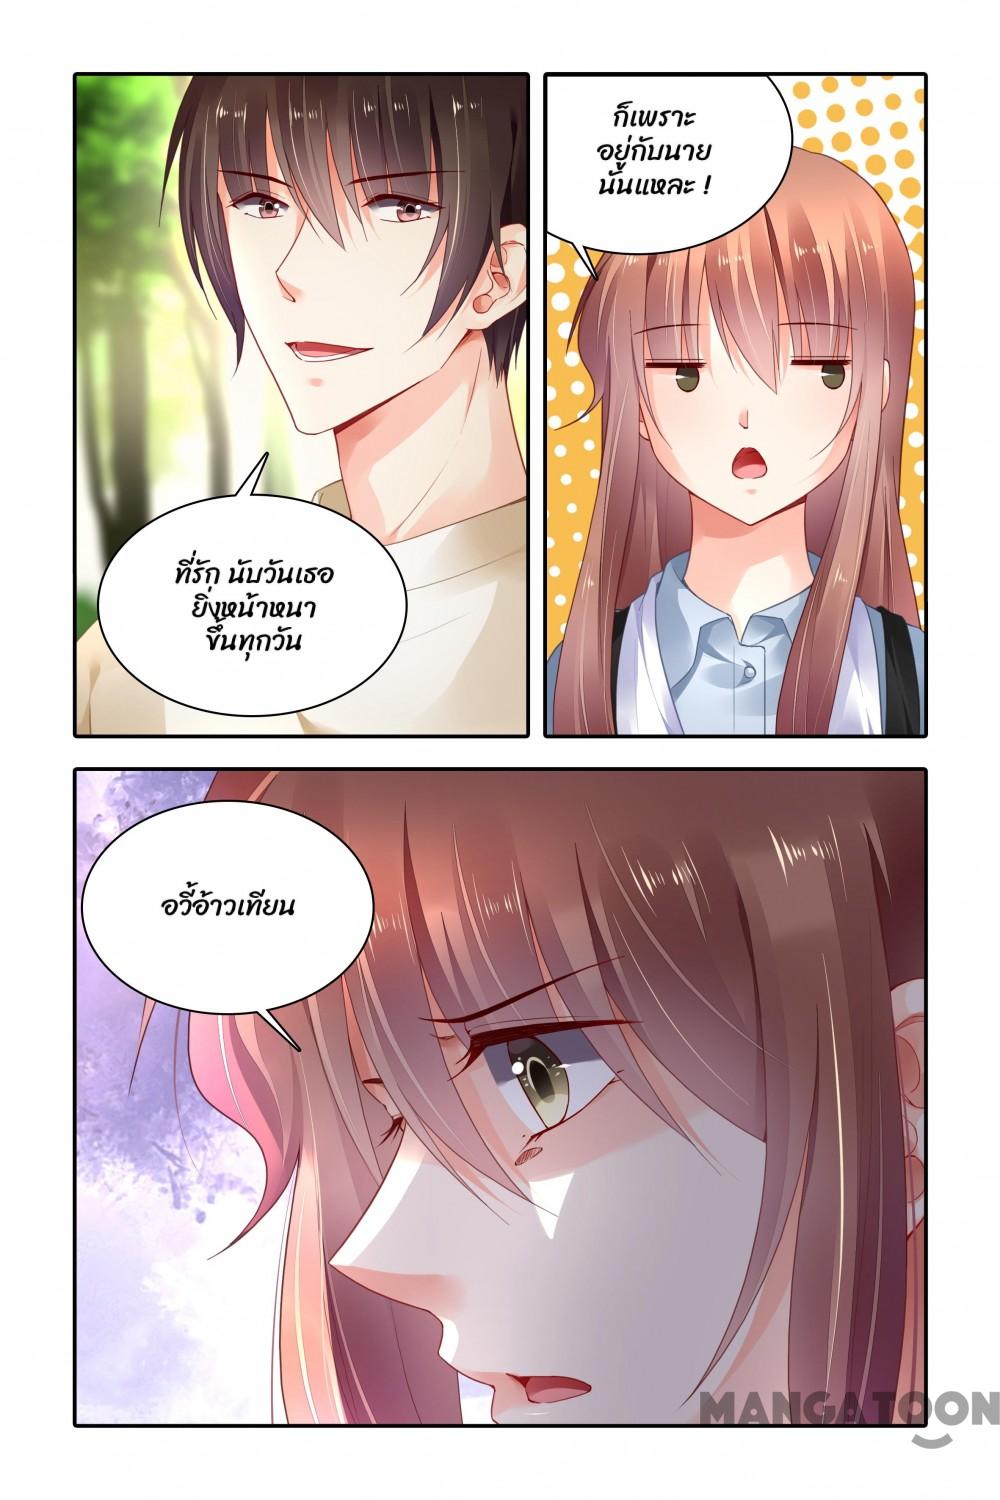 ที่รัก นับวันเธอ
ยิ่งหน้าหนา
ขึ้นทุกวัน
ก็เพราะ
อยู่กับนาย
นั่นแหละ !
อวี้อ้าวเทียน
MANGATOON